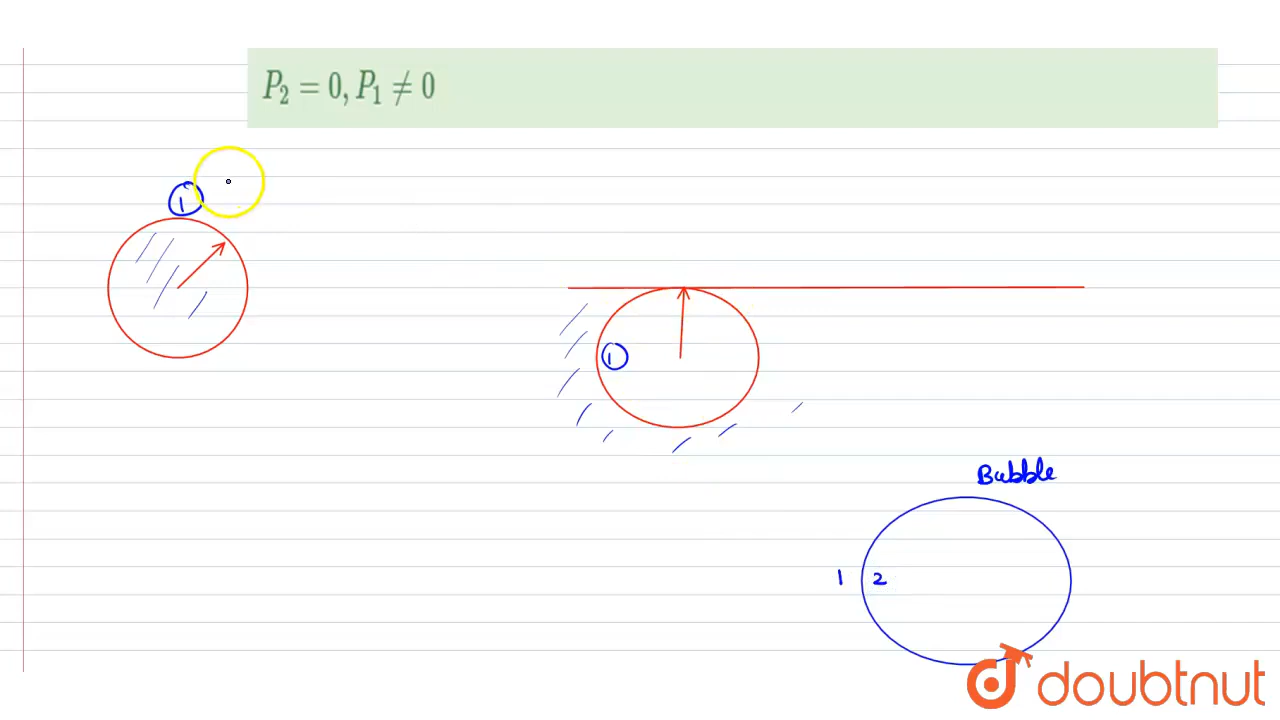 P₂ = 0, P₁ ≠ 0
1
1
Bubble
1 2
doubtnut